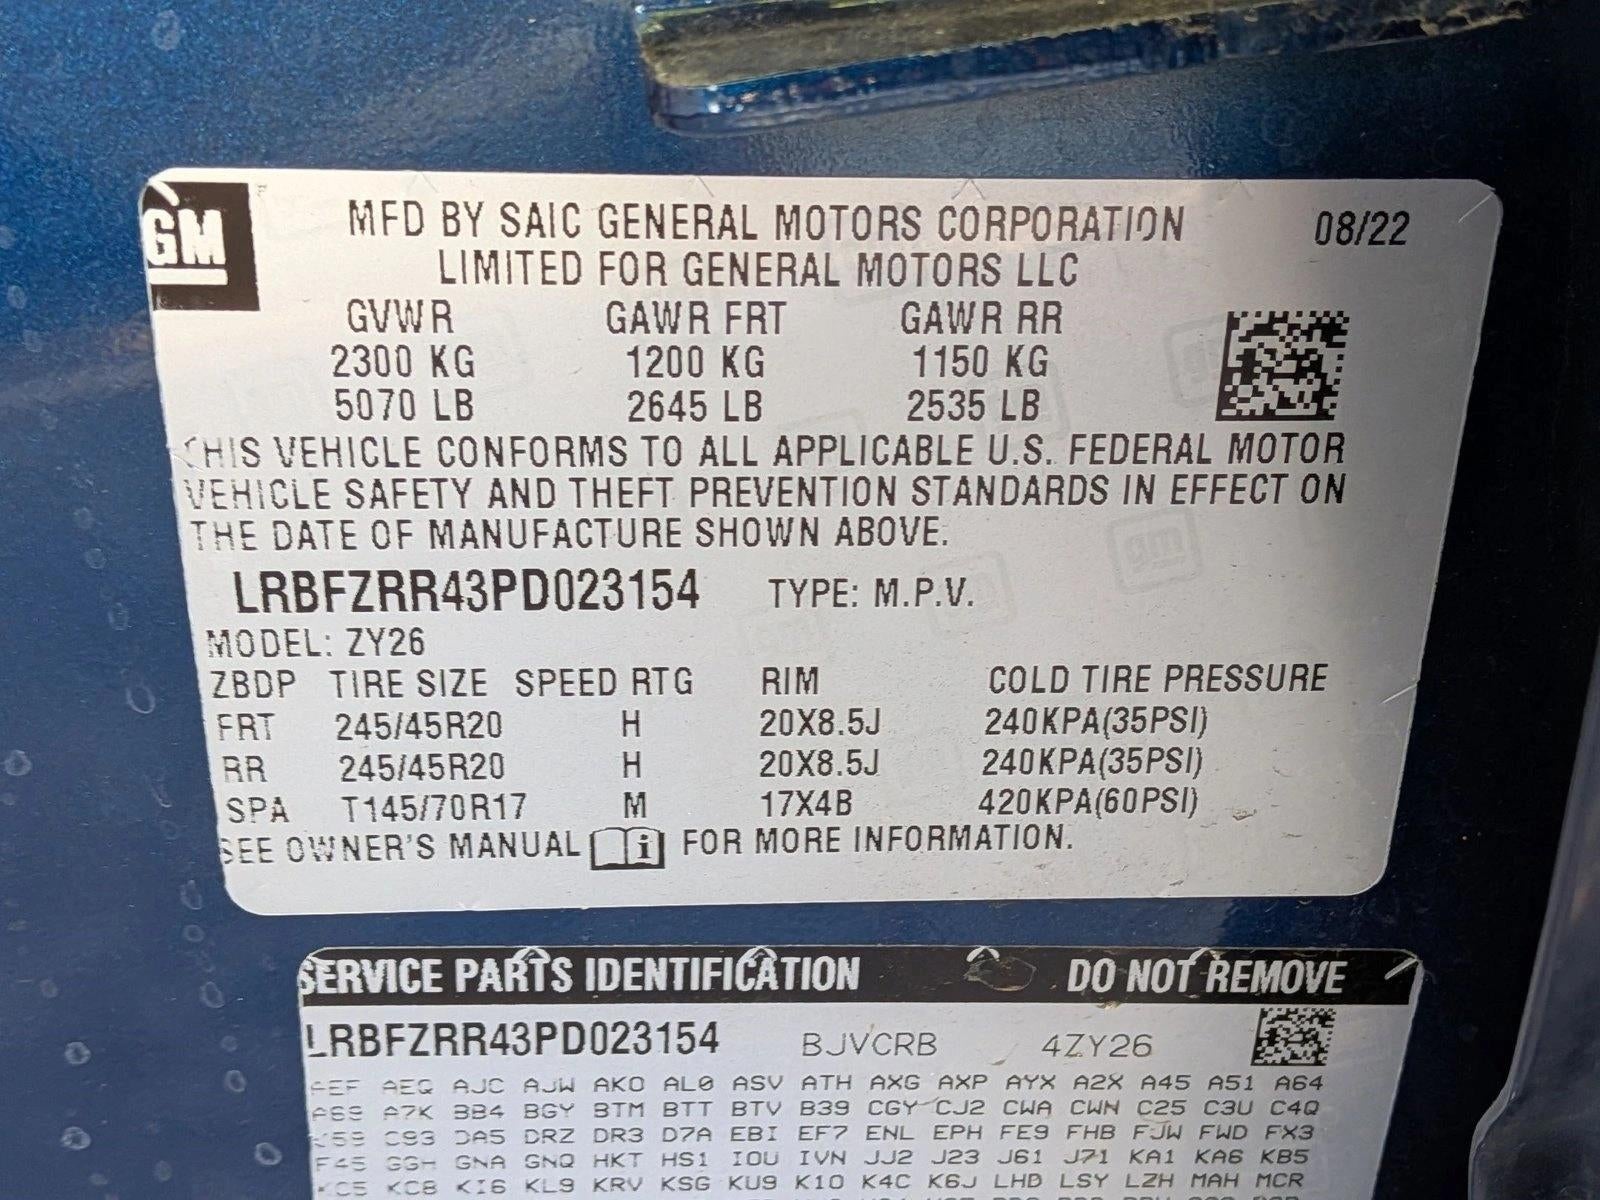 GM
MFD BY SAIC GENERAL MOTORS CORPORATION 08/22
LIMITED FOR GENERAL MOTORS LLC
GVWR GAWR FRT GAWR RR
2300 KG 1200 KG 1150 KG
5070 LB 2645 LB 2535 LB
THIS VEHICLE CONFORMS TO ALL APPLICABLE U.S. FEDERAL MOTOR
VEHICLE SAFETY AND THEFT PREVENTION STANDARDS IN EFFECT ON
THE DATE OF MANUFACTURE SHOWN ABOVE.
LRBFZRR43PD023154 TYPE: M.P.V.
MODEL: ZY26
ZBDP TIRE SIZE SPEED RTG RIM COLD TIRE PRESSURE
FRT 245/45R20 H 20X8.5J 240KPA(35PSI)
RR 245/45R20 H 20X8.5J 240KPA(35PSI)
SPA T145/70R17 M 17X4B 420KPA(60PSI)
SEE OWNER'S MANUAL i FOR MORE INFORMATION.
SERVICE PARTS IDENTIFICATION DO NOT REMOVE
LRBFZRR43PD023154 BJVCRB 4ZY26
AEF AEQ AJC AJW AKO AL0 ASV ATH AXG AXP AYX A2X A45 A51 A64
A69 A7K BB4 BGY BTM BTT BTV B39 CGY CJ2 CWA CWN C25 C3U C4Q
C93 DA5 DRZ DR3 D7A EBI EF7 ENL EPH FE9 FHB FJW FWD FX3
F45 GGH GNA GNQ HKT HS1 IOU IVN JJ2 J23 J61 J71 KA1 KA6 KB5
KC5 KC8 KI6 KL9 KRV KSG KU9 K10 K4C K6J LHD LSY LZH MAH MCR